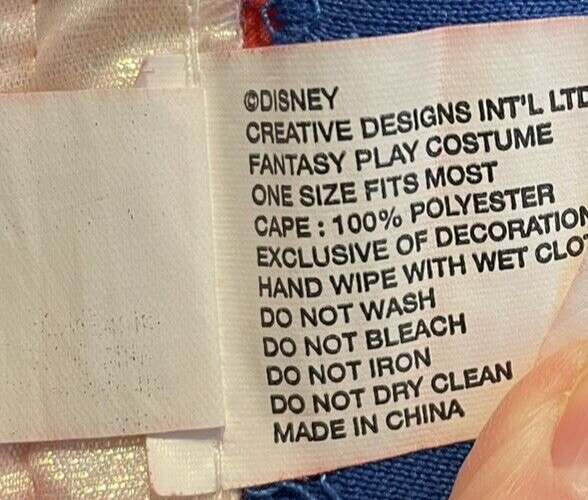 ©DISNEY
CREATIVE DESIGNS INT'L LTD
FANTASY PLAY COSTUME
ONE SIZE FITS MOST
CAPE : 100% POLYESTER
EXCLUSIVE OF DECORATION
HAND WIPE WITH WET CLO
DO NOT WASH
DO NOT BLEACH
DO NOT IRON
DO NOT DRY CLEAN
MADE IN CHINA